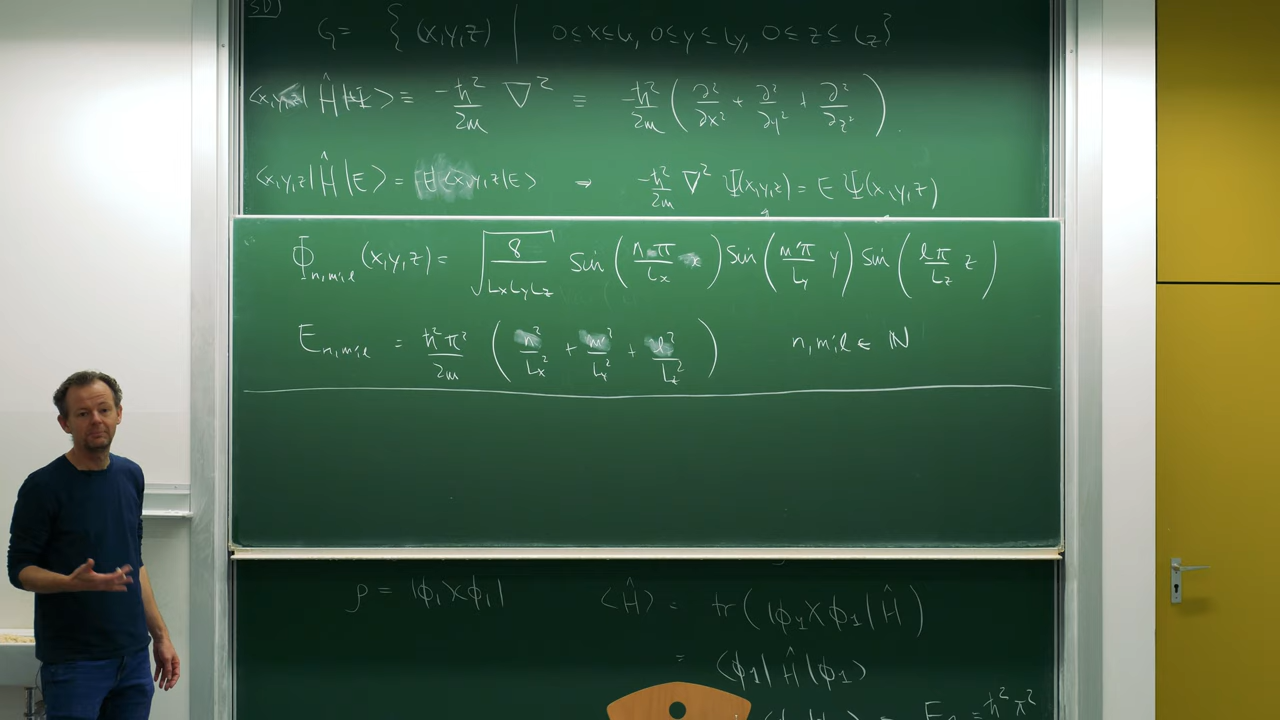 3D)
G = { (x,y,z) | 0≤x≤Lx, 0≤y≤Ly, 0≤z≤Lz}
Ĥ ≡ -ħ²/2m ∇² ≡ -ħ²/2m (∂²/∂x² + ∂²/∂y² + ∂²/∂z²)
⟨x,y,z|Ĥ|E⟩ = E⟨x,y,z|E⟩ → -ħ²/2m ∇² Ψ(x,y,z) = E Ψ(x,y,z)
Φn,m,l (x,y,z) = √(8/LxLyLz) Sin(nπ/Lx x) Sin(mπ/Ly y) Sin(lπ/Lz z)
En,m,l = ħ²π²/2m (n²/Lx² + m²/Ly² + l²/Lz²) n,m,l ∈ ℕ
ρ = |ϕ1⟩⟨ϕ1| ⟨Ĥ⟩ = tr(|ϕ1⟩⟨ϕ1|Ĥ)
= ⟨ϕ1|Ĥ|ϕ1⟩
ħ²π²